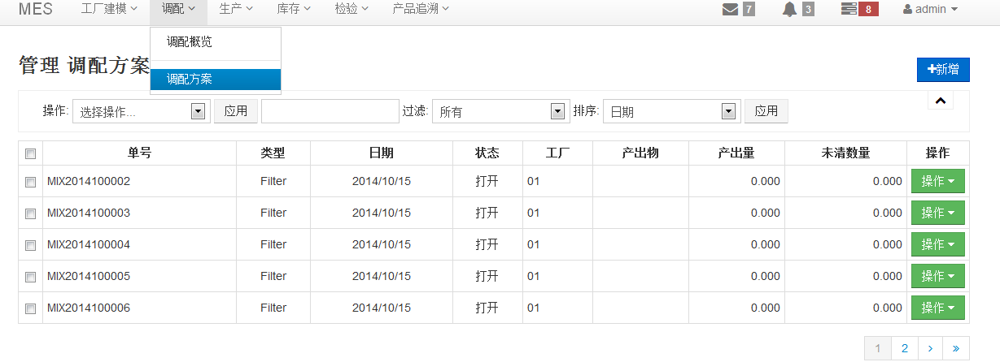 MES 工厂建模 调配 生产 库存 检验 产品追溯 7 3 8 admin
调配概览
管理 调配方案
调配方案
新增
操作: 选择操作... 应用 过滤: 所有 排序: 日期 应用
单号 类型 日期 状态 工厂 产出物 产出量 未清数量 操作
MIX2014100002 Filter 2014/10/15 打开 01 0.000 0.000 操作
MIX2014100003 Filter 2014/10/15 打开 01 0.000 0.000 操作
MIX2014100004 Filter 2014/10/15 打开 01 0.000 0.000 操作
MIX2014100005 Filter 2014/10/15 打开 01 0.000 0.000 操作
MIX2014100006 Filter 2014/10/15 打开 01 0.000 0.000 操作
1 2 › »